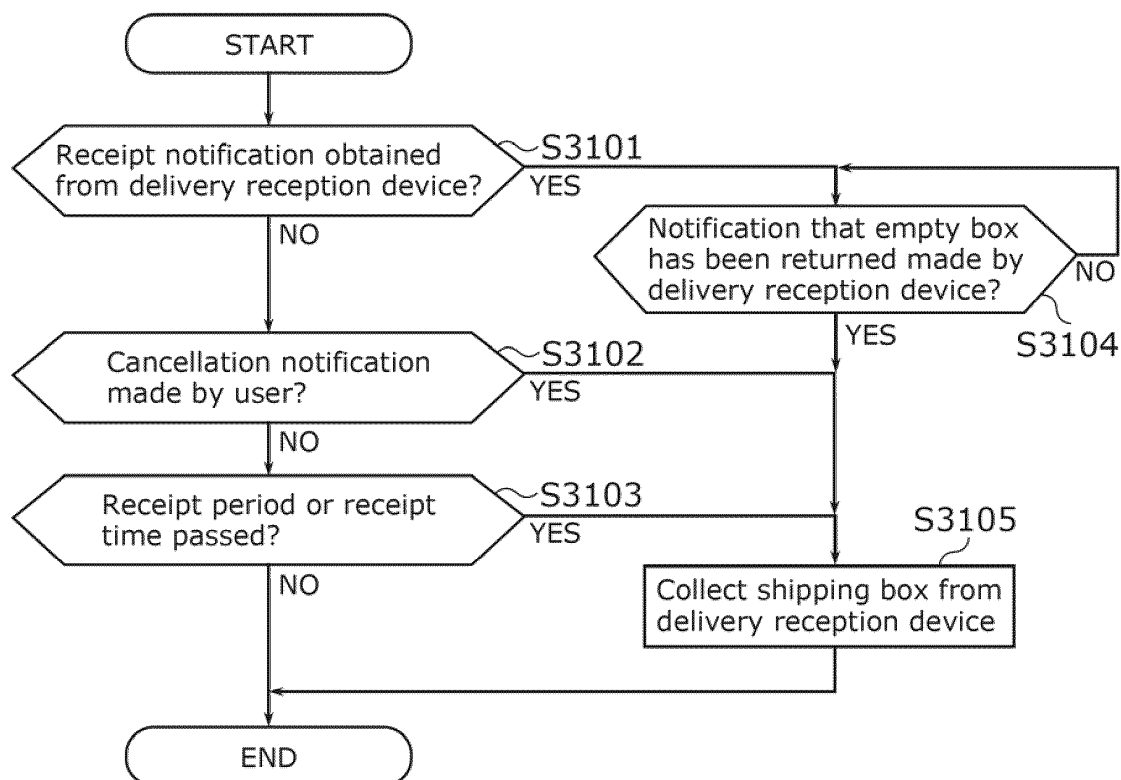 START
Receipt notification obtained
from delivery reception device?
S3101
YES
NO
Notification that empty box
has been returned made by
delivery reception device?
NO
S3104
YES
Cancellation notification
made by user?
S3102
YES
NO
Receipt period or receipt
time passed?
S3103
YES
NO
S3105
Collect shipping box from
delivery reception device
END